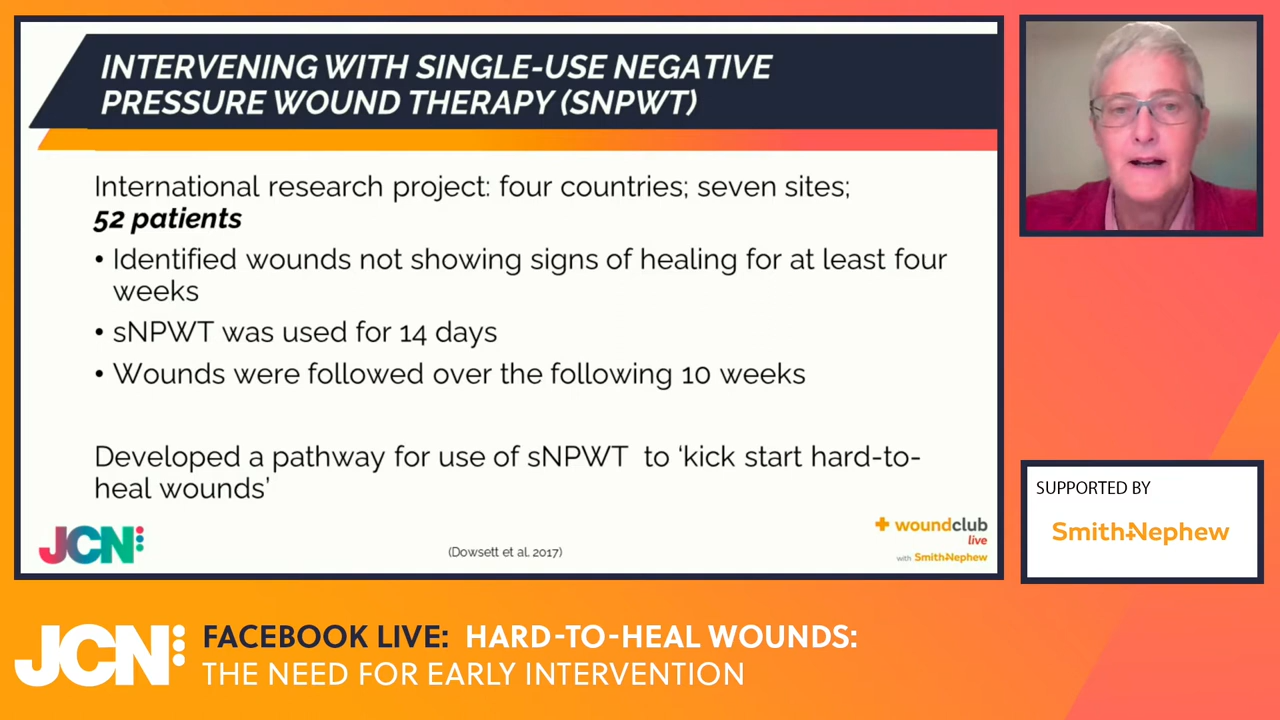 INTERVENING WITH SINGLE-USE NEGATIVE
PRESSURE WOUND THERAPY (SNPWT)
International research project: four countries; seven sites;
52 patients
• Identified wounds not showing signs of healing for at least four
weeks
• sNPWT was used for 14 days
• Wounds were followed over the following 10 weeks
Developed a pathway for use of sNPWT to ‘kick start hard-to-
heal wounds’
JCN
(Dowsett et al. 2017)
woundclub
live
with Smith+Nephew
SUPPORTED BY
Smith+Nephew
JCN
FACEBOOK LIVE: HARD-TO-HEAL WOUNDS:
THE NEED FOR EARLY INTERVENTION